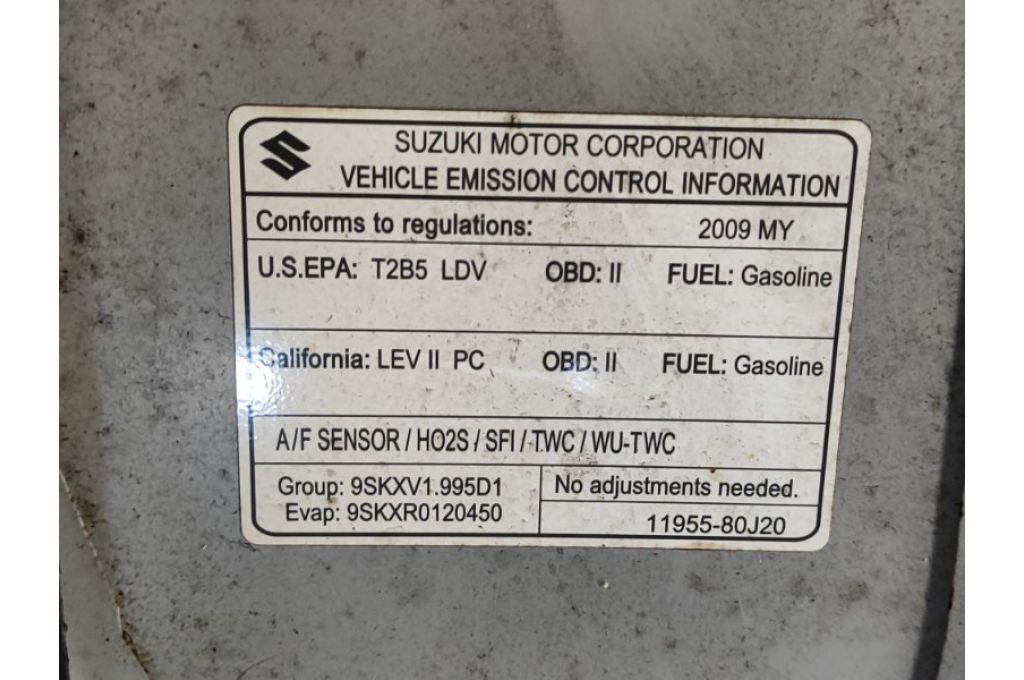 SUZUKI MOTOR CORPORATION
VEHICLE EMISSION CONTROL INFORMATION
Conforms to regulations: 2009 MY
U.S.EPA: T2B5 LDV OBD: II FUEL: Gasoline
California: LEV II PC OBD: II FUEL: Gasoline
A/F SENSOR / HO2S / SFI / TWC / WU-TWC
Group: 9SKXV1.995D1
Evap: 9SKXR0120450
No adjustments needed.
11955-80J20